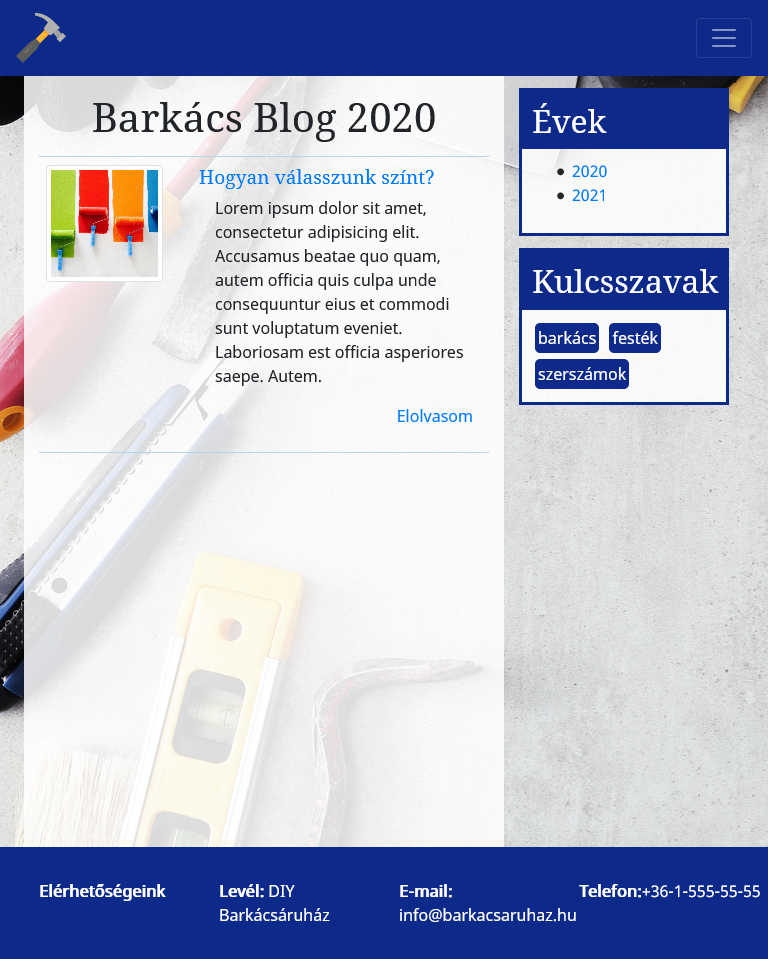 Barkács Blog 2020
Hogyan válasszunk színt?
Lorem ipsum dolor sit amet,
consectetur adipisicing elit.
Accusamus beatae quo quam,
autem officia quis culpa unde
consequuntur eius et commodi
sunt voluptatum eveniet.
Laboriosam est officia asperiores
saepe. Autem.
Elolvasom
Évek
2020
2021
Kulcsszavak
barkács festék
szerszámok
Elérhetőségeink
Levél: DIY
Barkácsáruház
E-mail:
info@barkacsaruhaz.hu
Telefon:+36-1-555-55-55